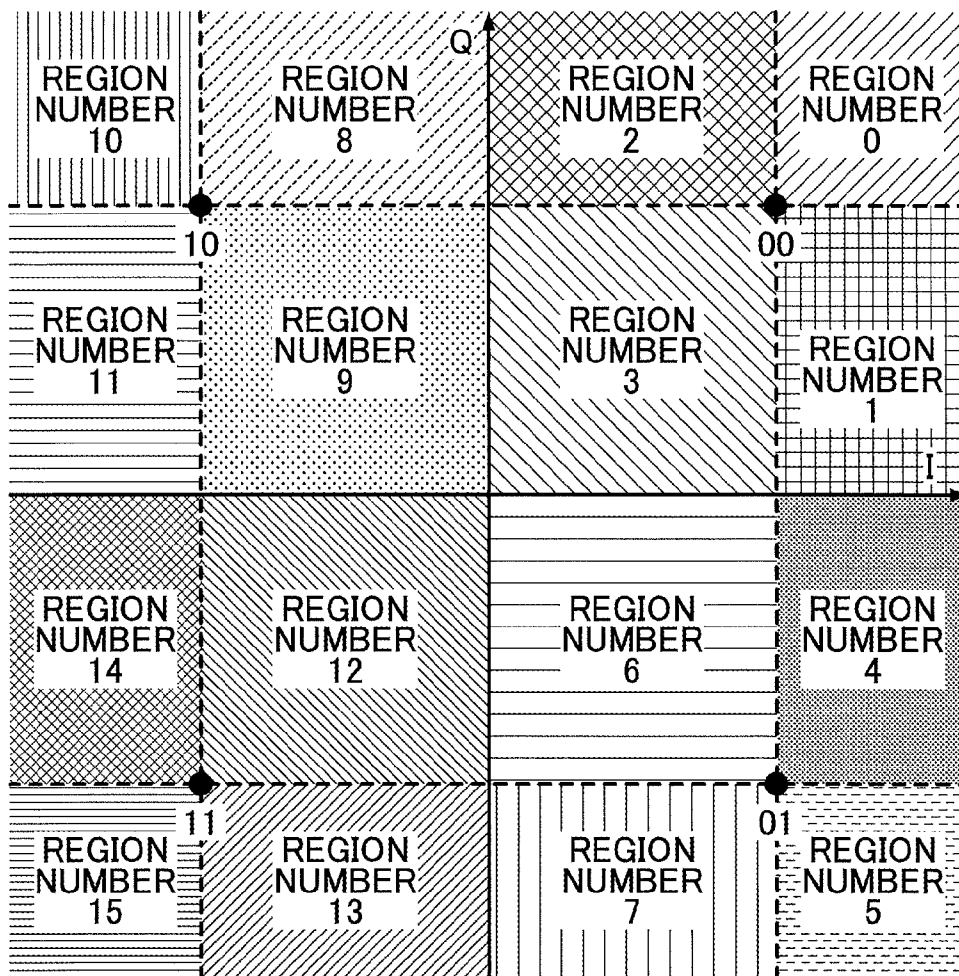 Q
REGION
NUMBER
10
REGION
NUMBER
8
REGION
NUMBER
2
REGION
NUMBER
0
10
00
REGION
NUMBER
11
REGION
NUMBER
9
REGION
NUMBER
3
REGION
NUMBER
1
I
REGION
NUMBER
14
REGION
NUMBER
12
REGION
NUMBER
6
REGION
NUMBER
4
11
01
REGION
NUMBER
15
REGION
NUMBER
13
REGION
NUMBER
7
REGION
NUMBER
5